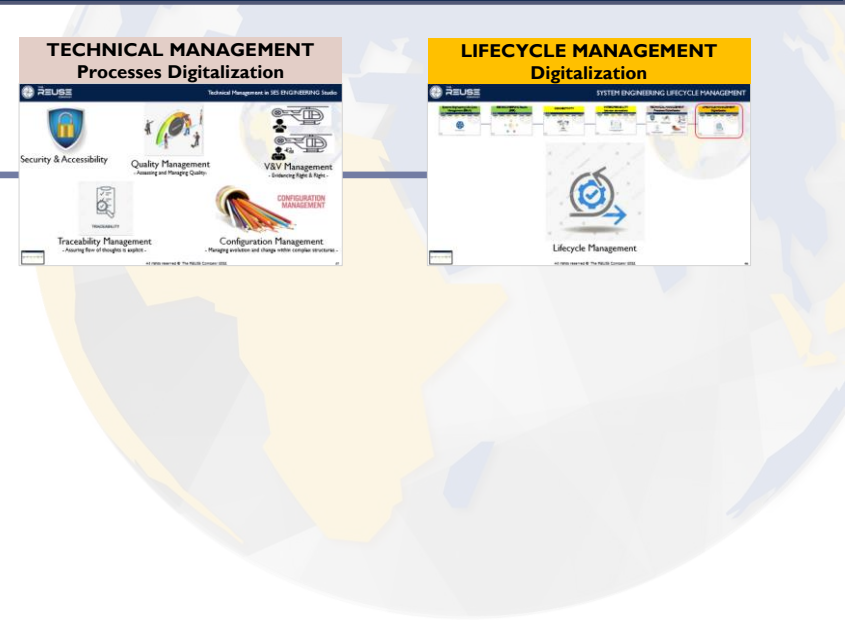 TECHNICAL MANAGEMENT
Processes Digitalization
REUSE
Technical Management in SES ENGINEERING Studio
Security & Accessibility
Quality Management
- Assessing and Managing Quality-
V&V Management
- Evidencing Right & Right -
TRACEABILITY
Traceability Management
- Assuring flow of thoughts is explicit -
CONFIGURATION
MANAGEMENT
Configuration Management
- Managing evolution and change within complex structures -
All rights reserved © The REUSE Company 2022
LIFECYCLE MANAGEMENT
Digitalization
REUSE
SYSTEM ENGINEERING LIFECYCLE MANAGEMENT
Lifecycle Management
All rights reserved © The REUSE Company 2022